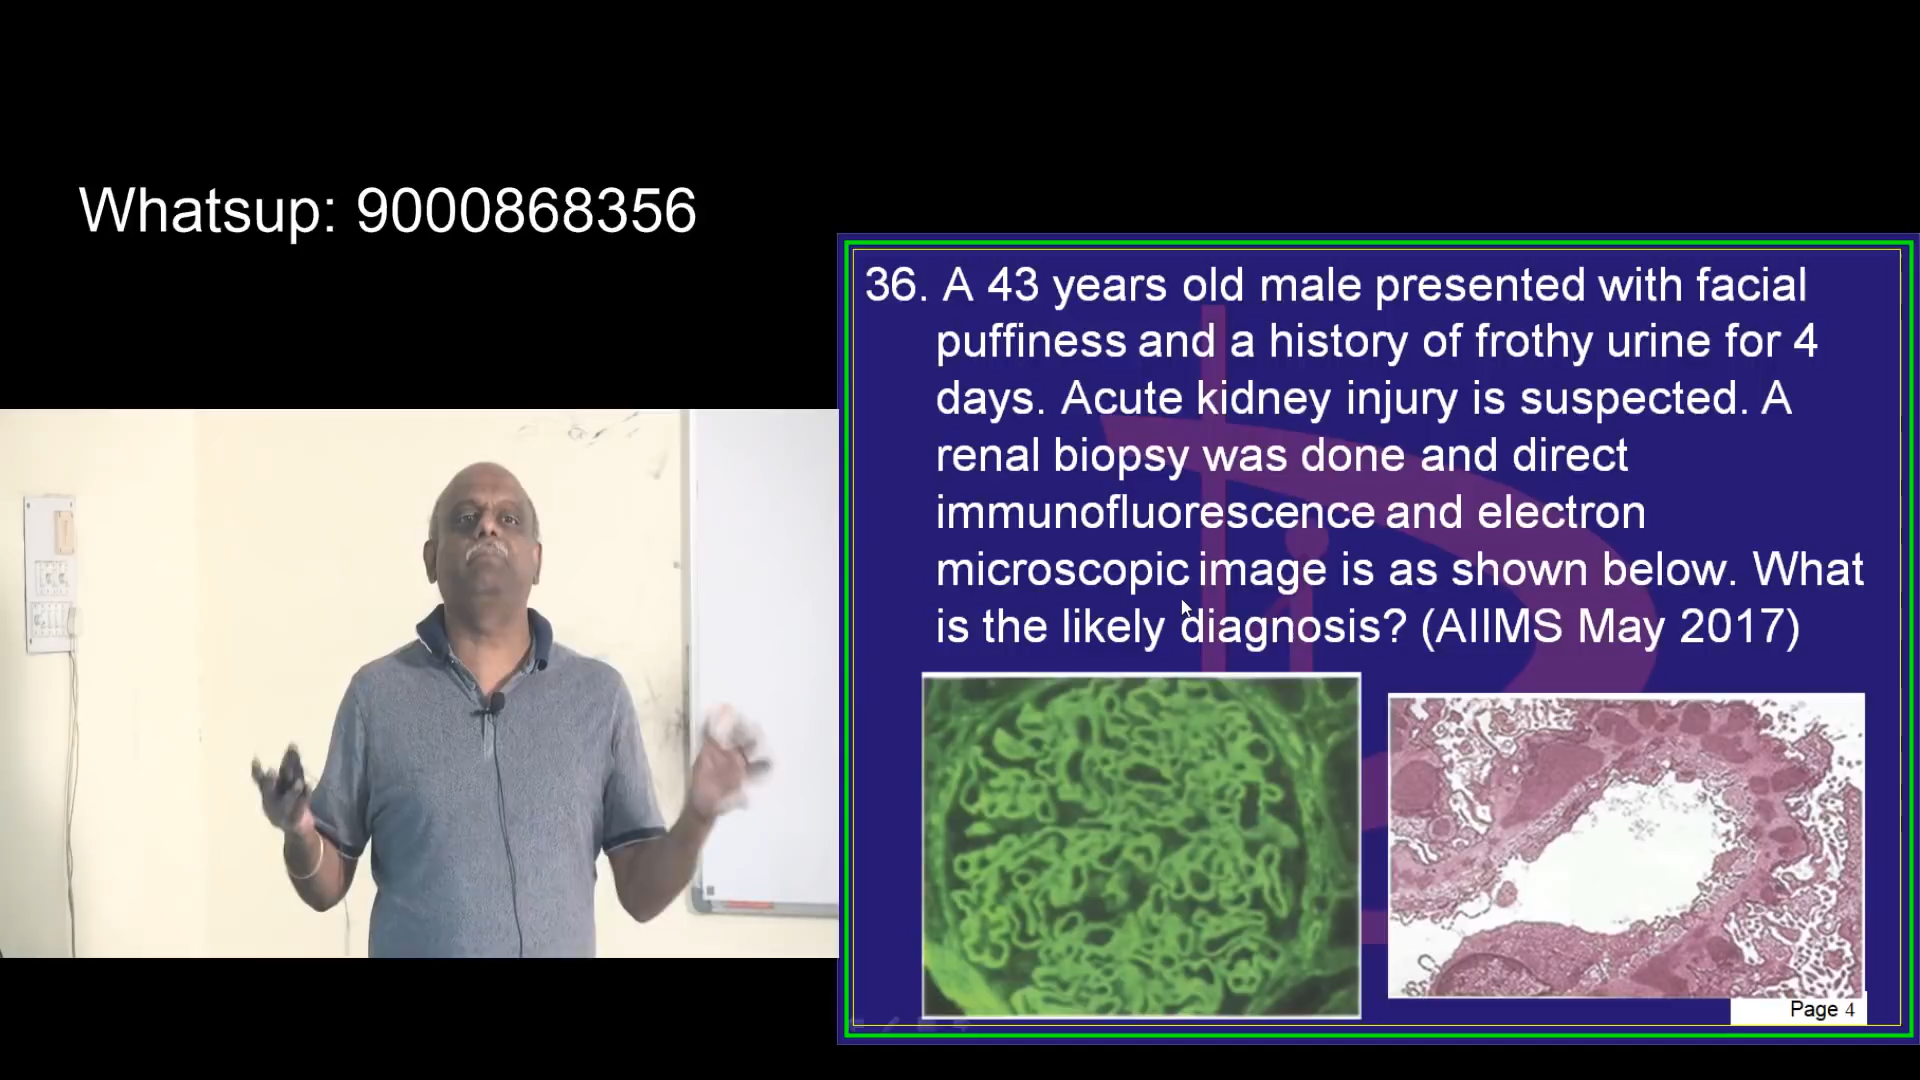 Whatsup: 9000868356
36. A 43 years old male presented with facial
puffiness and a history of frothy urine for 4
days. Acute kidney injury is suspected. A
renal biopsy was done and direct
immunofluorescence and electron
microscopic image is as shown below. What
is the likely diagnosis? (AIIMS May 2017)
Page 4